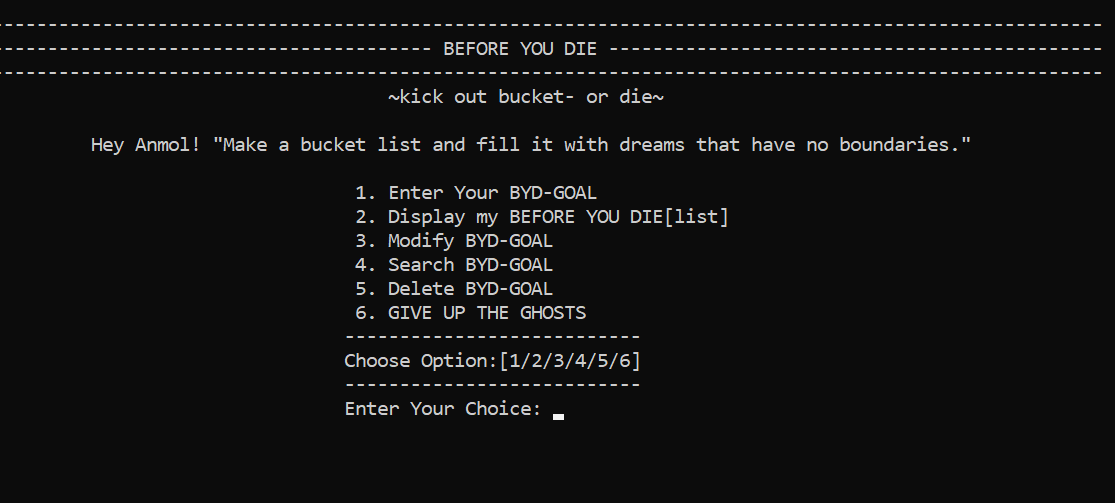 ----------------------------------------------------------------------------------------------------
---------------------------------------- BEFORE YOU DIE ---------------------------------------------
----------------------------------------------------------------------------------------------------
~kick out bucket- or die~
Hey Anmol! "Make a bucket list and fill it with dreams that have no boundaries."
1. Enter Your BYD-GOAL
2. Display my BEFORE YOU DIE[list]
3. Modify BYD-GOAL
4. Search BYD-GOAL
5. Delete BYD-GOAL
6. GIVE UP THE GHOSTS
---------------------------
Choose Option:[1/2/3/4/5/6]
---------------------------
Enter Your Choice: